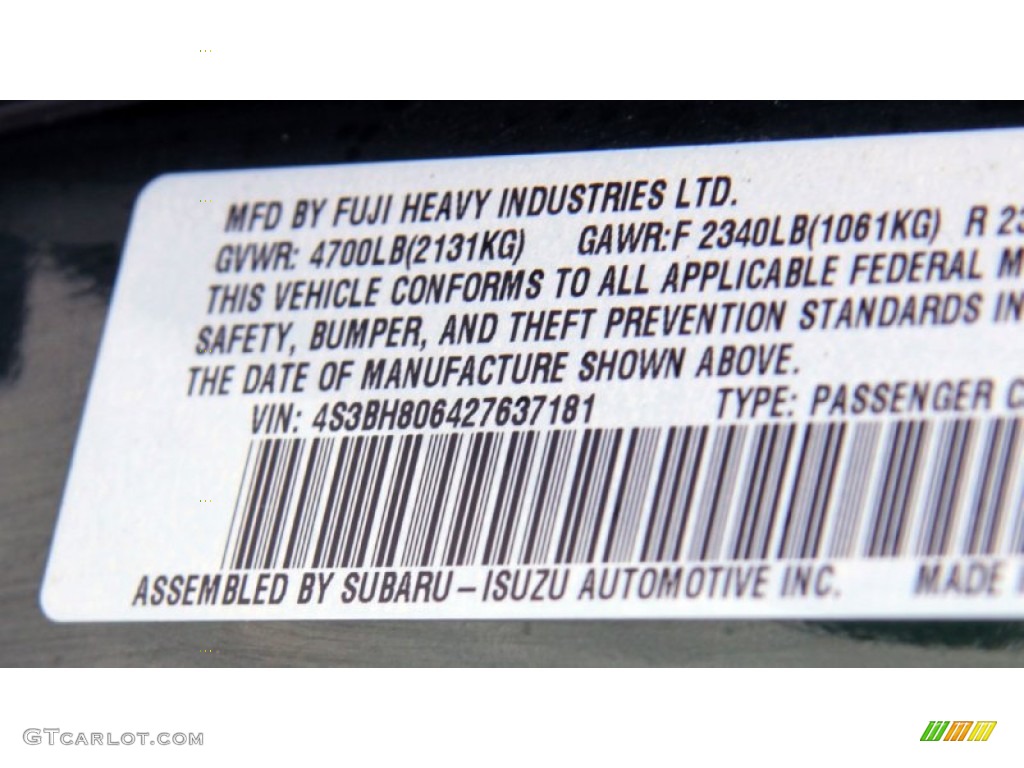 MFD BY FUJI HEAVY INDUSTRIES LTD.
GVWR: 4700LB(2131KG) GAWR:F 2340LB(1061KG) R 23
THIS VEHICLE CONFORMS TO ALL APPLICABLE FEDERAL M
SAFETY, BUMPER, AND THEFT PREVENTION STANDARDS IN
THE DATE OF MANUFACTURE SHOWN ABOVE.
VIN: 4S3BH806427637181 TYPE: PASSENGER C
ASSEMBLED BY SUBARU-ISUZU AUTOMOTIVE INC. MADE
GTCARLOT.COM